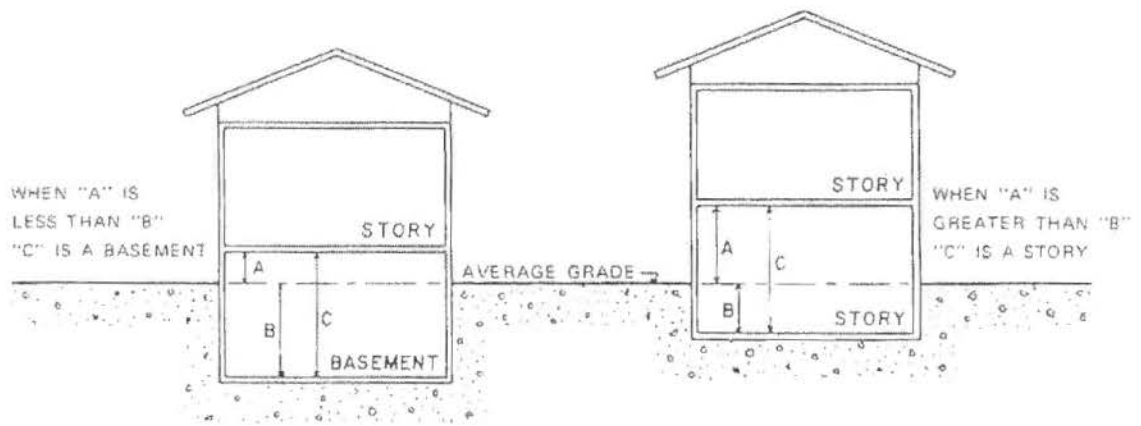 WHEN "A" IS
LESS THAN "B"
"C" IS A BASEMENT
STORY
A
B
C
BASEMENT
AVERAGE GRADE
STORY
A
C
B
STORY
WHEN "A" IS
GREATER THAN "B"
"C" IS A STORY